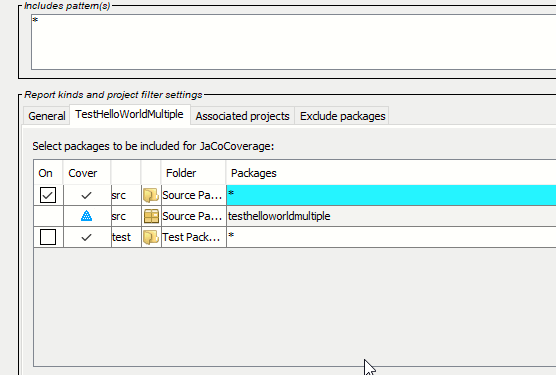 Includes pattern(s)
*
Report kinds and project filter settings
General TestHelloWorldMultiple Associated projects Exclude packages
Select packages to be included for JaCoCoverage:
On Cover Folder Packages
src Source Pa... *
src Source Pa... testhelloworldmultiple
test Test Pack... *